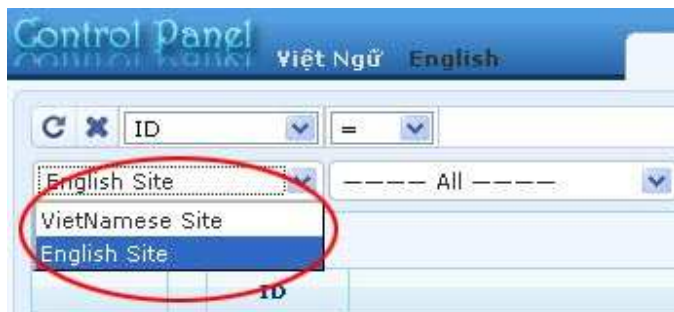 Control Panel Việt Ngữ English
ID =
English Site ———— All ————
VietNamese Site
English Site
ID